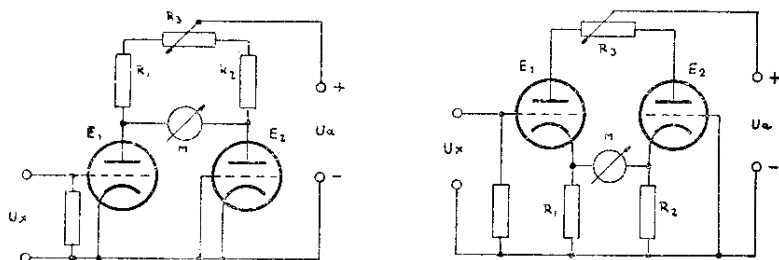 R₃
R₁
R₂
+
E₁
M
E₂
Ua
Ux
-
R₃
E₁
E₂
+
Ux
Ua
M
-
R₁
R₂